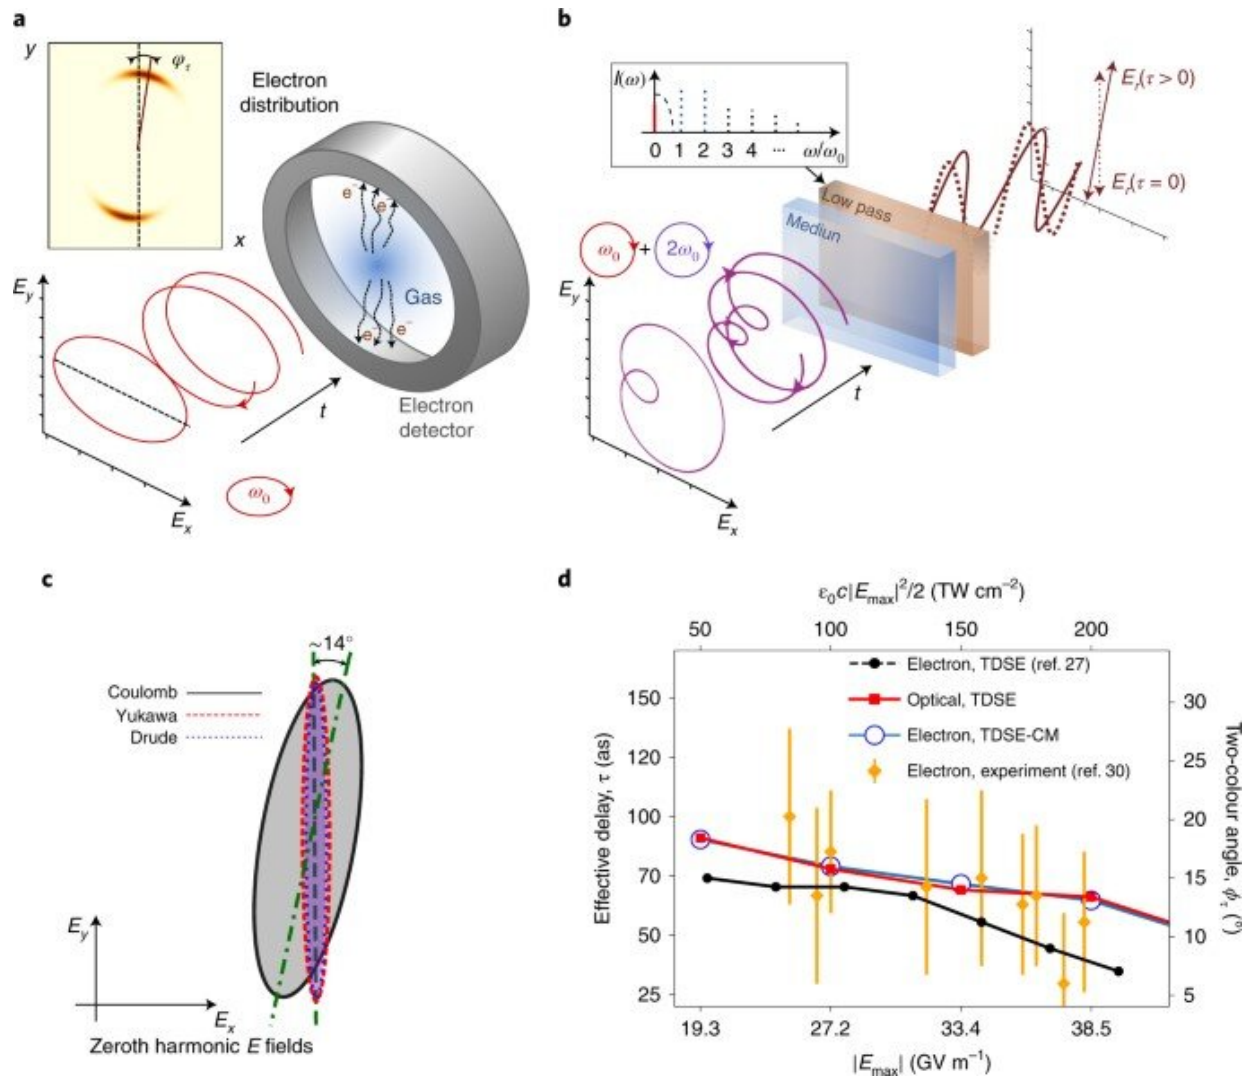 a
y
φτ
x
Electron
distribution
e⁻
e⁻
e⁻
Gas
e⁻
e⁻
e⁻
Electron
detector
Ey
Ex
t
ω₀
b
I(ω)
0 1 2 3 4 ... ω/ω₀
Low pass
Mediun
Er(τ > 0)
Er(τ = 0)
ω₀ + 2ω₀
Ey
Ex
t
c
~14°
Coulomb
Yukawa
Drude
Ey
Ex
Zeroth harmonic E fields
d
ε₀c|Emax|²/2 (TW cm⁻²)
50 100 150 200
Electron, TDSE (ref. 27)
Optical, TDSE
Electron, TDSE-CM
Electron, experiment (ref. 30)
Effective delay, τ (as)
150
120
100
70
50
25
Two-colour angle, ϕτ (°)
30
25
20
15
10
5
19.3 27.2 33.4 38.5
|Emax| (GV m⁻¹)